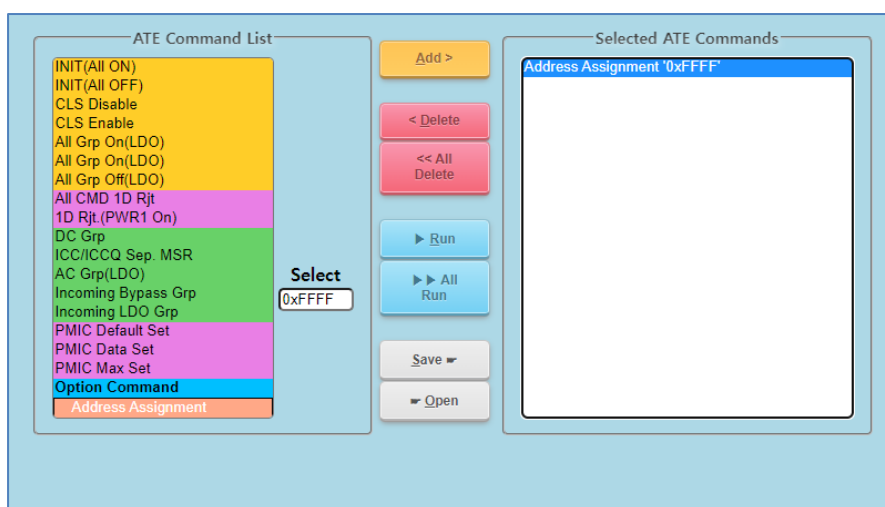 ATE Command List
INIT(All ON)
INIT(All OFF)
CLS Disable
CLS Enable
All Grp On(LDO)
All Grp On(LDO)
All Grp Off(LDO)
All CMD 1D Rjt
1D Rjt.(PWR1 On)
DC Grp
ICC/ICCQ Sep. MSR
AC Grp(LDO)
Incoming Bypass Grp
Incoming LDO Grp
PMIC Default Set
PMIC Data Set
PMIC Max Set
Option Command
Address Assignment
Select
0xFFFF
Add >
< Delete
<< All
Delete
▶ Run
▶▶ All
Run
Save ☛
☛ Open
Selected ATE Commands
Address Assignment '0xFFFF'